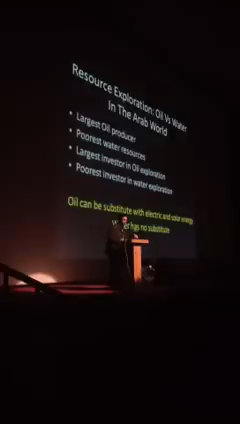 Resource Exploration: Oil Vs Water
In The Arab World
• Largest Oil producer
• Poorest water resources
• Largest investor in Oil exploration
• Poorest investor in water exploration
Oil can be substitute with electric and solar energy
has no substitute